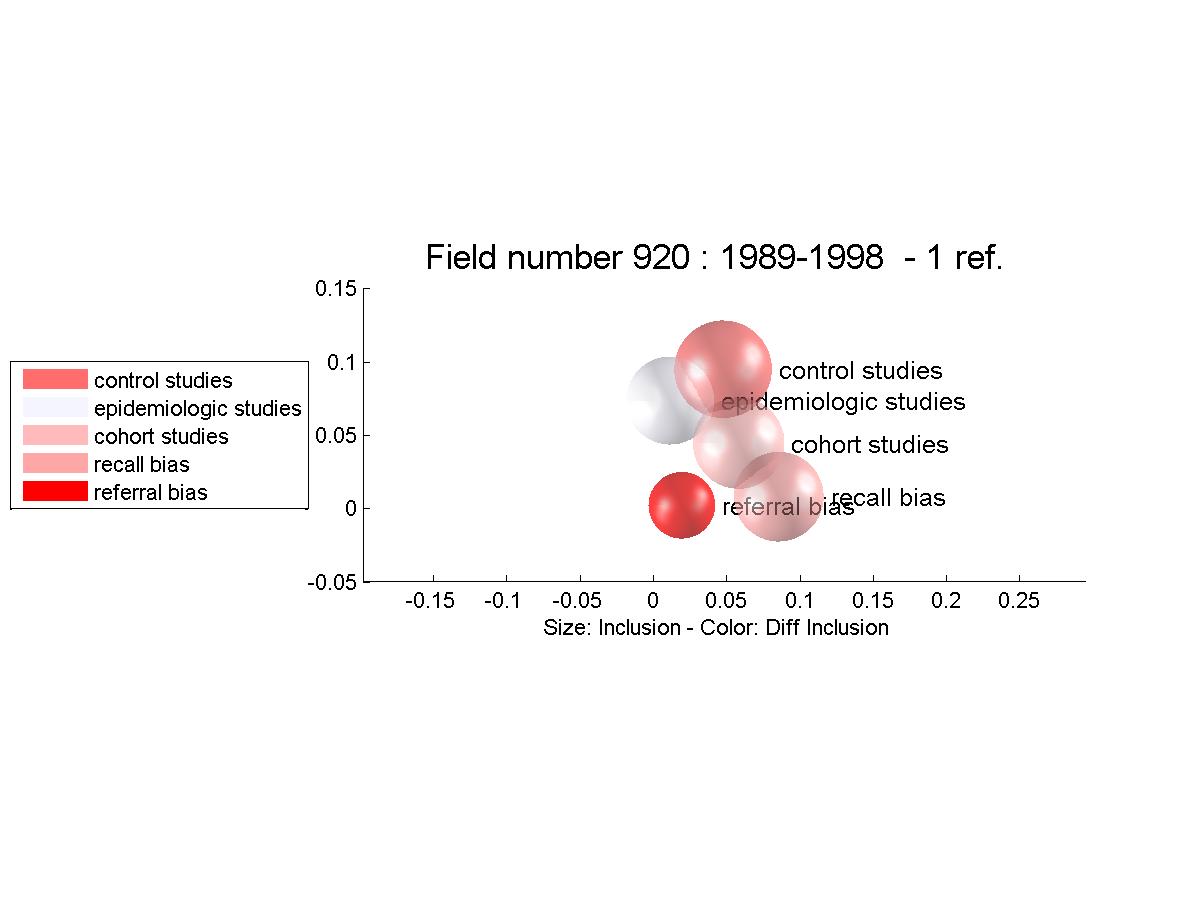 Field number 920 : 1989-1998 - 1 ref.
0.15
0.1
0.05
0
-0.05
control studies
epidemiologic studies
cohort studies
recall bias
referral bias
control studies
epidemiologic studies
cohort studies
recall bias
referral bias
-0.15 -0.1 -0.05 0 0.05 0.1 0.15 0.2 0.25
Size: Inclusion - Color: Diff Inclusion